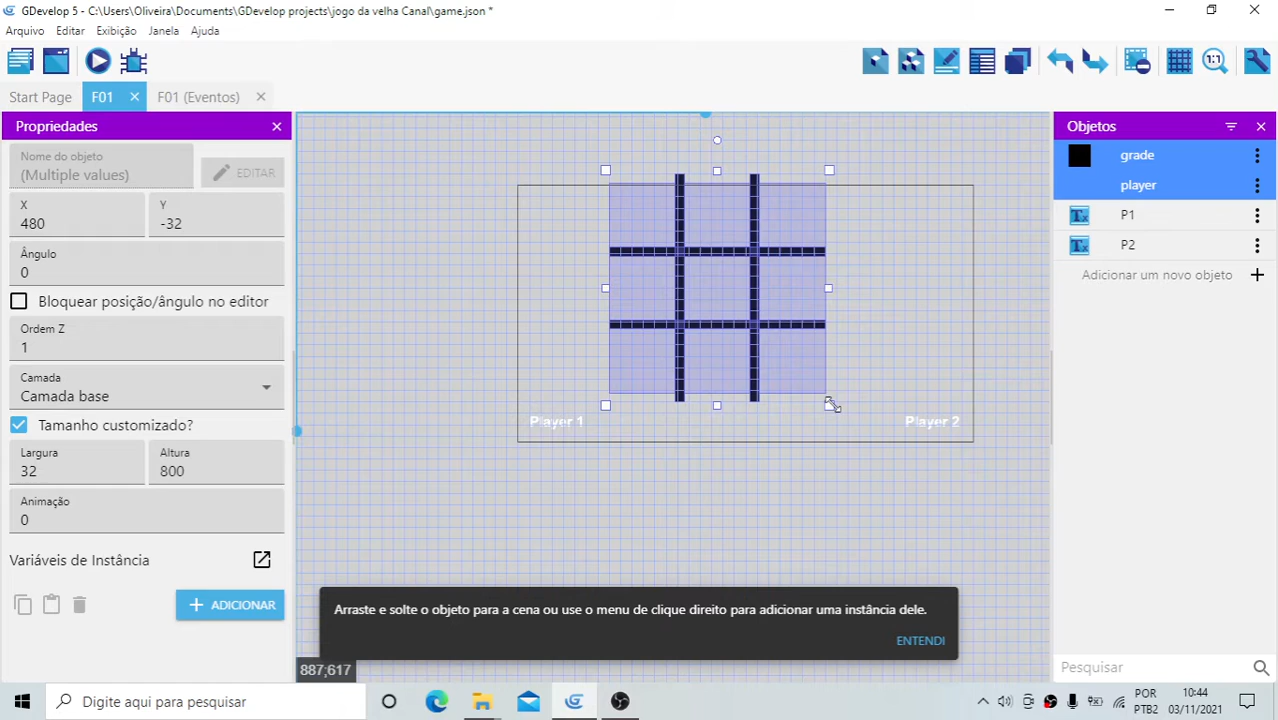 GDevelop 5 - C:\Users\Oliveira\Documents\GDevelop projects\jogo da velha Canal\game.json *
Arquivo Editar Exibição Janela Ajuda
1:1
Start Page F01 F01 (Eventos)
Propriedades
Nome do objeto
(Multiple values)
EDITAR
X
480
Y
-32
Ângulo
0
Bloquear posição/ângulo no editor
Ordem Z
1
Camada
Camada base
Tamanho customizado?
Largura
32
Altura
800
Animação
0
Variáveis de Instância
ADICIONAR
Player 1
Player 2
Arraste e solte o objeto para a cena ou use o menu de clique direito para adicionar uma instância dele.
ENTENDI
887;617
Objetos
grade
player
Tx P1
Tx P2
Adicionar um novo objeto
Pesquisar
Digite aqui para pesquisar
POR
PTB2
10:44
03/11/2021